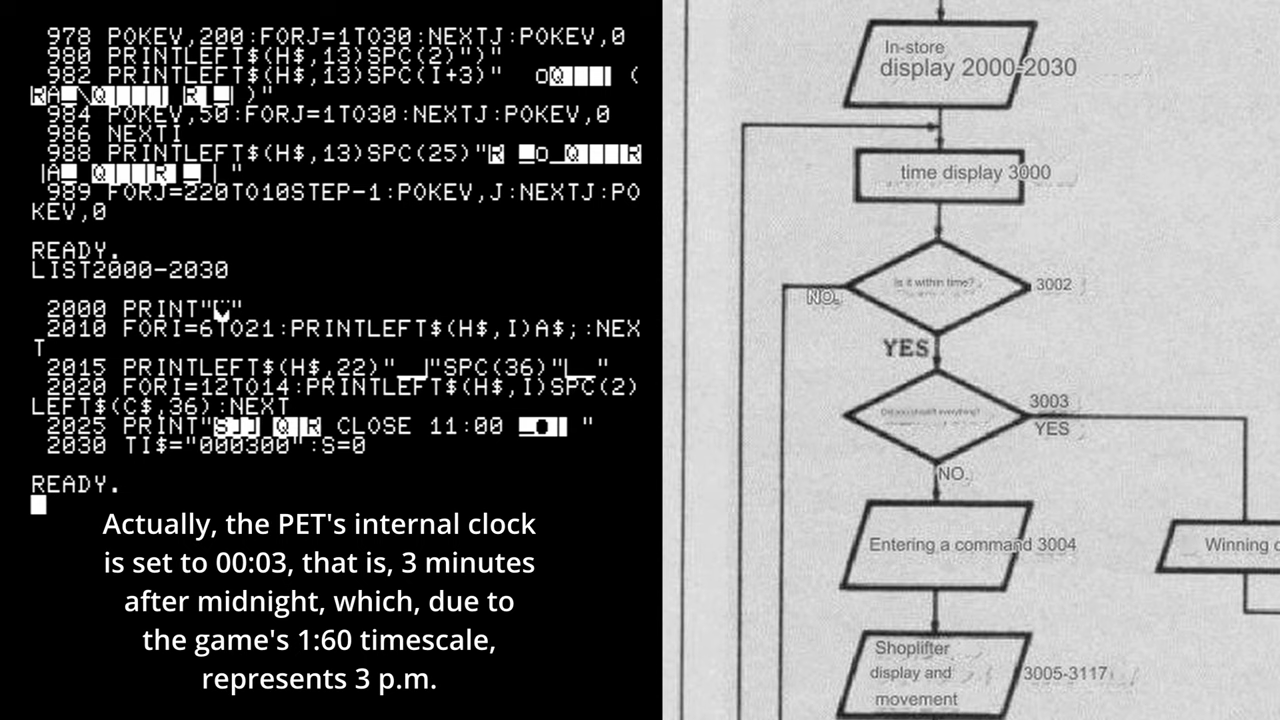 978 POKEV,200:FORJ=1TO30:NEXTJ:POKEV,0
980 PRINTLEFT$(H$,13)SPC(2)")"
982 PRINTLEFT$(H$,13)SPC(I+3)"
984 POKEV,50:FORJ=1TO30:NEXTJ:POKEV,0
986 NEXTI
988 PRINTLEFT$(H$,13)SPC(25)"
989 FORJ=220TO10STEP-1:POKEV,J:NEXTJ:PO
KEV,0
READY.
LIST2000-2030
2000 PRINT"
2010 FORI=6TO21:PRINTLEFT$(H$,I)A$;:NEX
T
2015 PRINTLEFT$(H$,22)" "SPC(36)" "
2020 FORI=12TO14:PRINTLEFT$(H$,I)SPC(2)
LEFT$(C$,36):NEXT
2025 PRINT" CLOSE 11:00 "
2030 TI$="000300":S=0
READY.
Actually, the PET's internal clock
is set to 00:03, that is, 3 minutes
after midnight, which, due to
the game's 1:60 timescale,
represents 3 p.m.
In-store
display 2000-2030
time display 3000
Is it within time?
3002
NO.
YES
Did you shoplift everything?
3003
YES
NO.
Entering a command 3004
Winning
Shoplifter
display and
movement
3005-3117